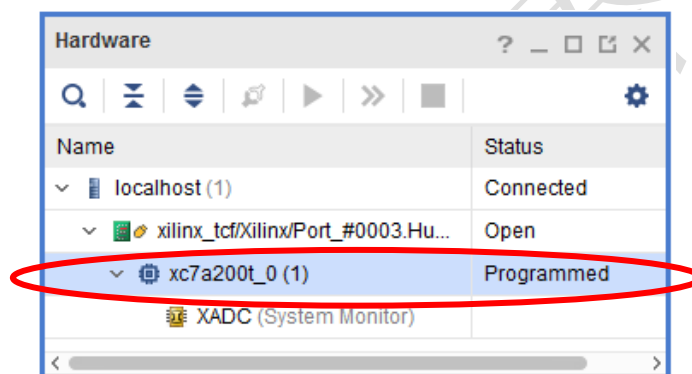 Hardware
Name Status
localhost (1) Connected
xilinx_tcf/Xilinx/Port_#0003.Hu... Open
xc7a200t_0 (1) Programmed
XADC (System Monitor)